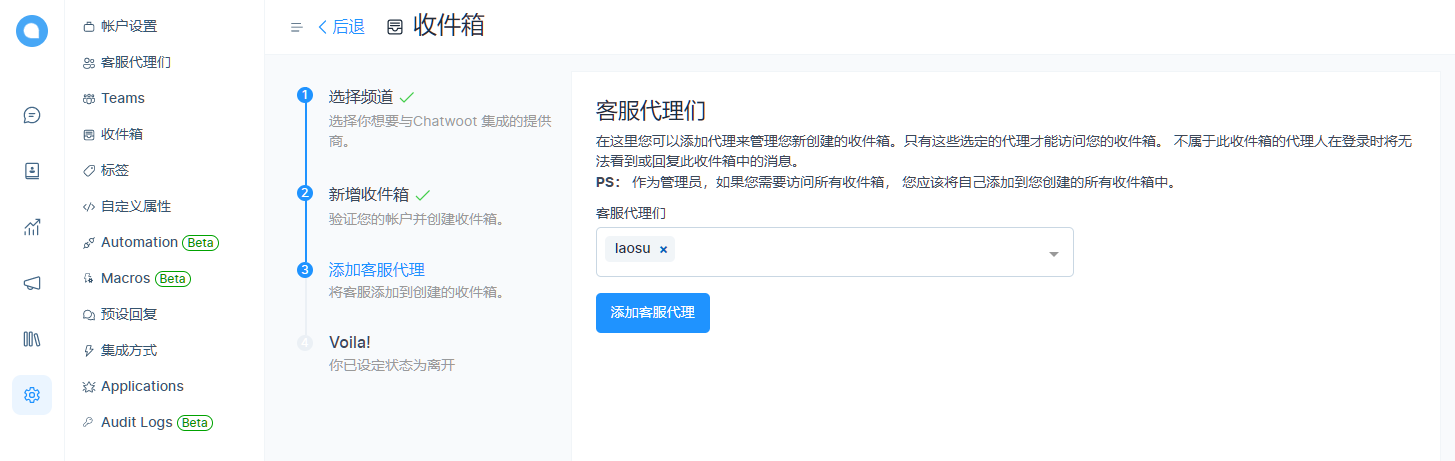 帐户设置
客服代理们
Teams
收件箱
标签
自定义属性
Automation Beta
Macros Beta
预设回复
集成方式
Applications
Audit Logs Beta
后退
收件箱
1
选择频道
选择你想要与Chatwoot 集成的提供
商。
2
新增收件箱
验证您的帐户并创建收件箱。
3
添加客服代理
将客服添加到创建的收件箱。
4
Voila!
你已设定状态为离开
客服代理们
在这里您可以添加代理来管理您新创建的收件箱。只有这些选定的代理才能访问您的收件箱。 不属于此收件箱的代理人在登录时将无
法看到或回复此收件箱中的消息。
PS： 作为管理员，如果您需要访问所有收件箱， 您应该将自己添加到您创建的所有收件箱中。
客服代理们
laosu ×
添加客服代理